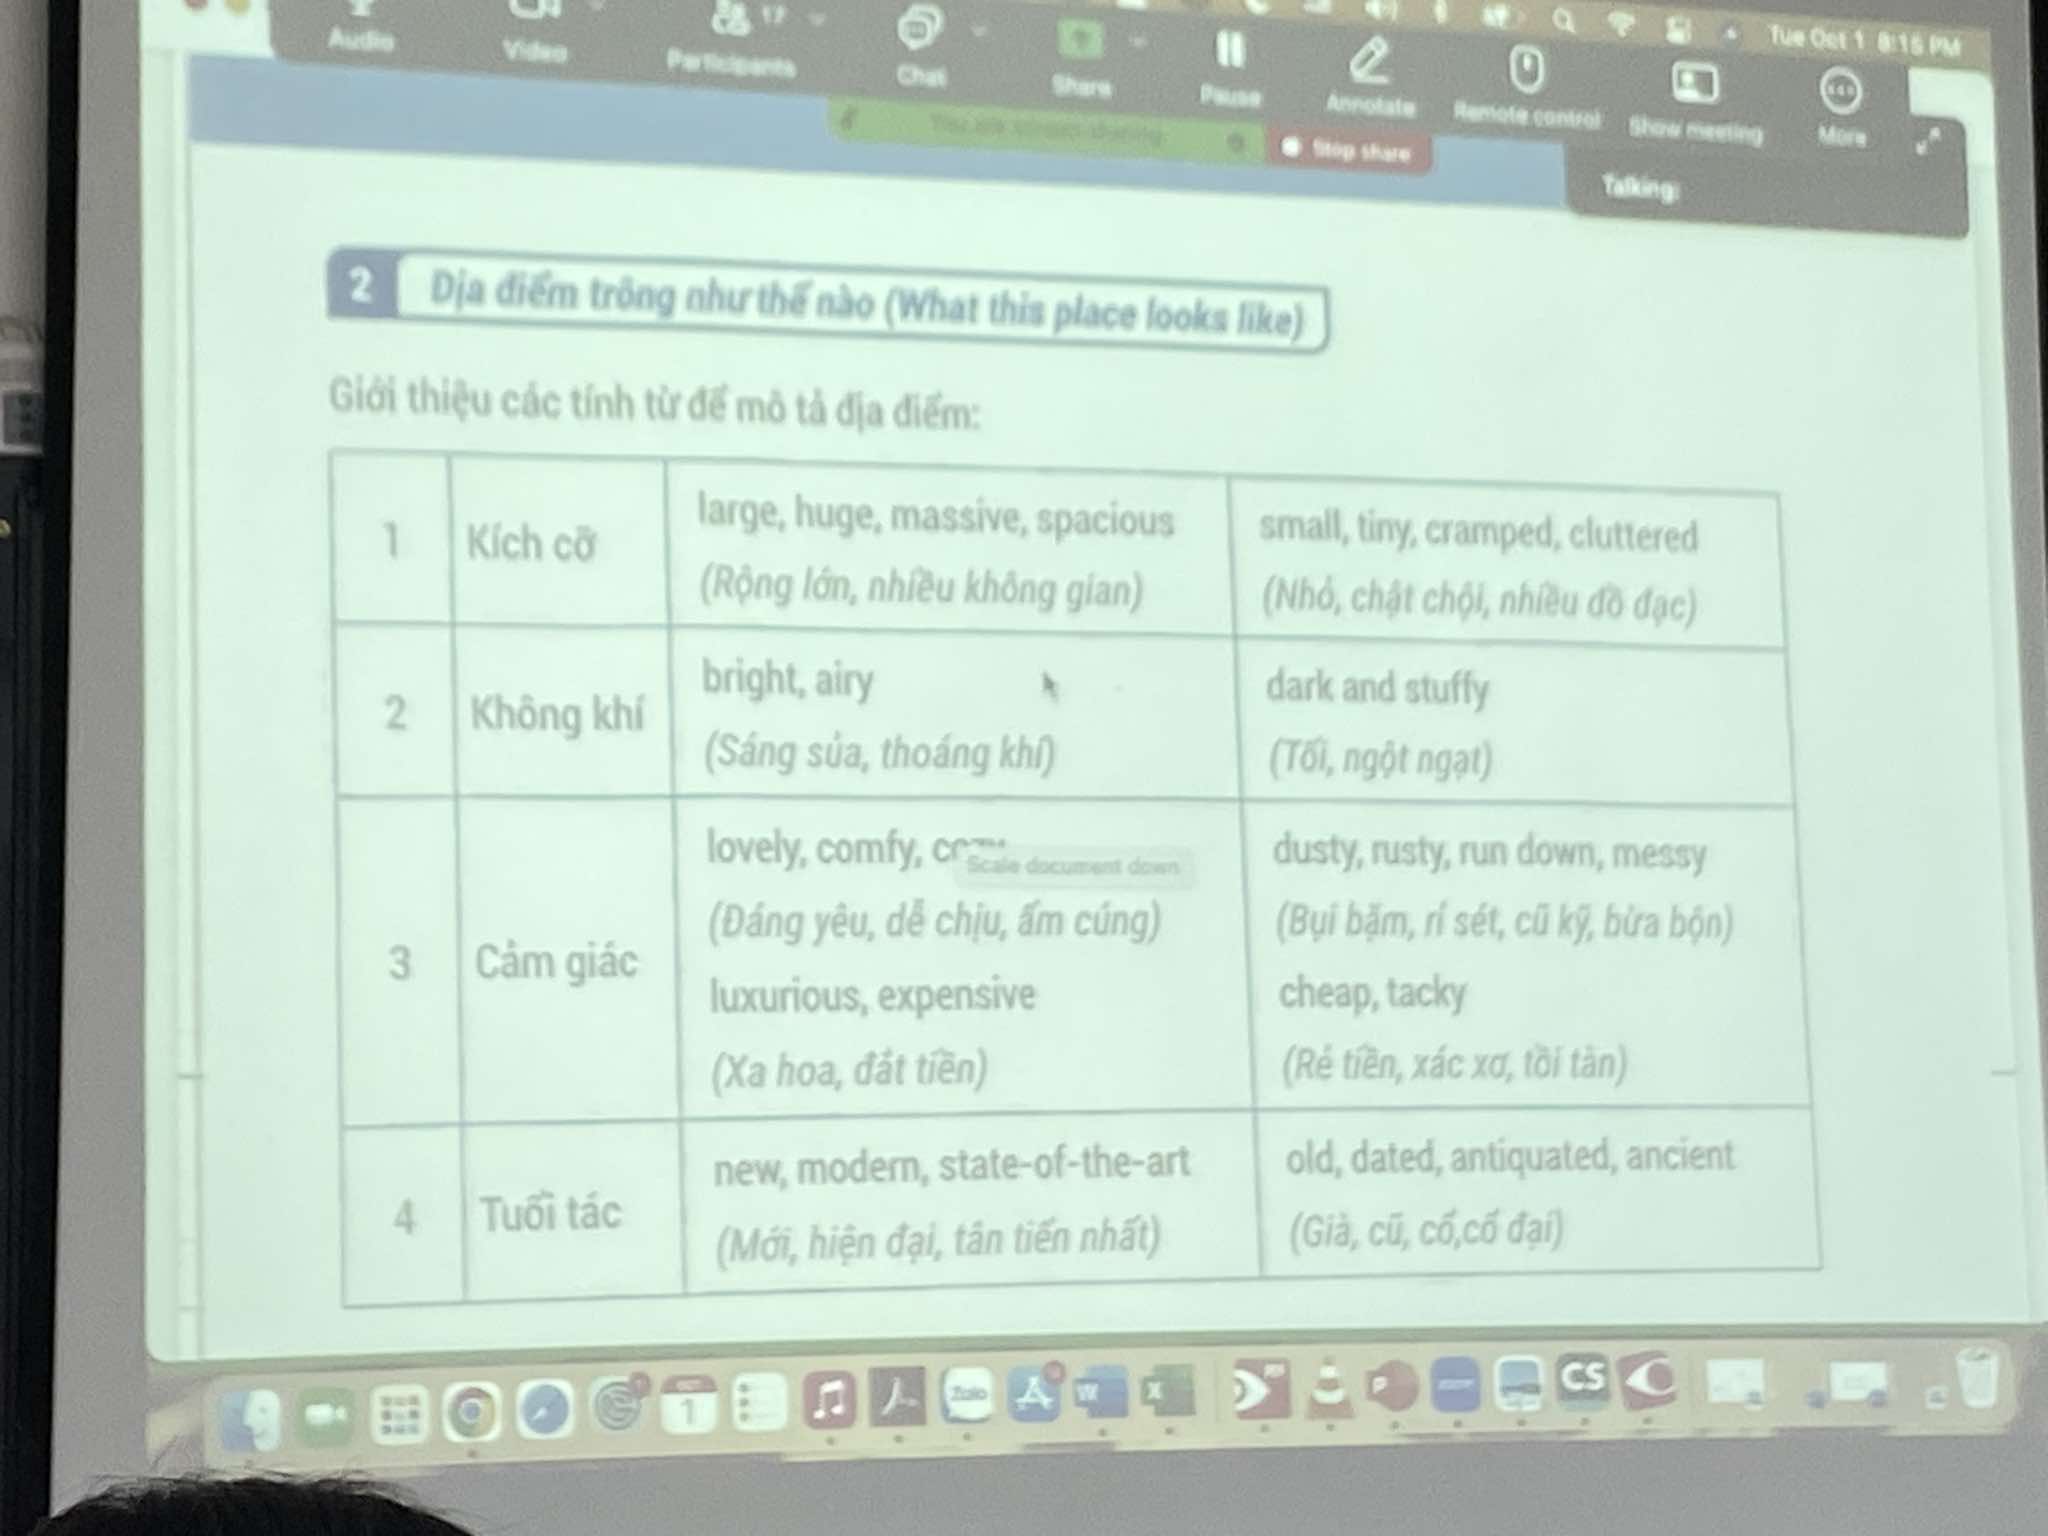 Tue Oct 1 8:15 PM
Audio
Video
Participants
17
Chat
Share
Pause
Annotate
Remote control
Show meeting
More
You are screen sharing
Stop share
Talking:
2 Địa điểm trông như thế nào (What this place looks like)
Giới thiệu các tính từ để mô tả địa điểm:
1
Kích cỡ
large, huge, massive, spacious
(Rộng lớn, nhiều không gian)
small, tiny, cramped, cluttered
(Nhỏ, chật chội, nhiều đồ đạc)
2
Không khí
bright, airy
(Sáng sủa, thoáng khí)
dark and stuffy
(Tối, ngột ngạt)
3
Cảm giác
lovely, comfy,
Scale document down
(Đáng yêu, dễ chịu, ấm cúng)
luxurious, expensive
(Xa hoa, đắt tiền)
dusty, rusty, run down, messy
(Bụi bặm, rỉ sét, cũ kỹ, bừa bộn)
cheap, tacky
(Rẻ tiền, xác xơ, tồi tàn)
4
Tuổi tác
new, modern, state-of-the-art
(Mới, hiện đại, tân tiến nhất)
old, dated, antiquated, ancient
(Già, cũ, cổ,cổ đại)
1
Zalo
W
X
P
zoom
CS